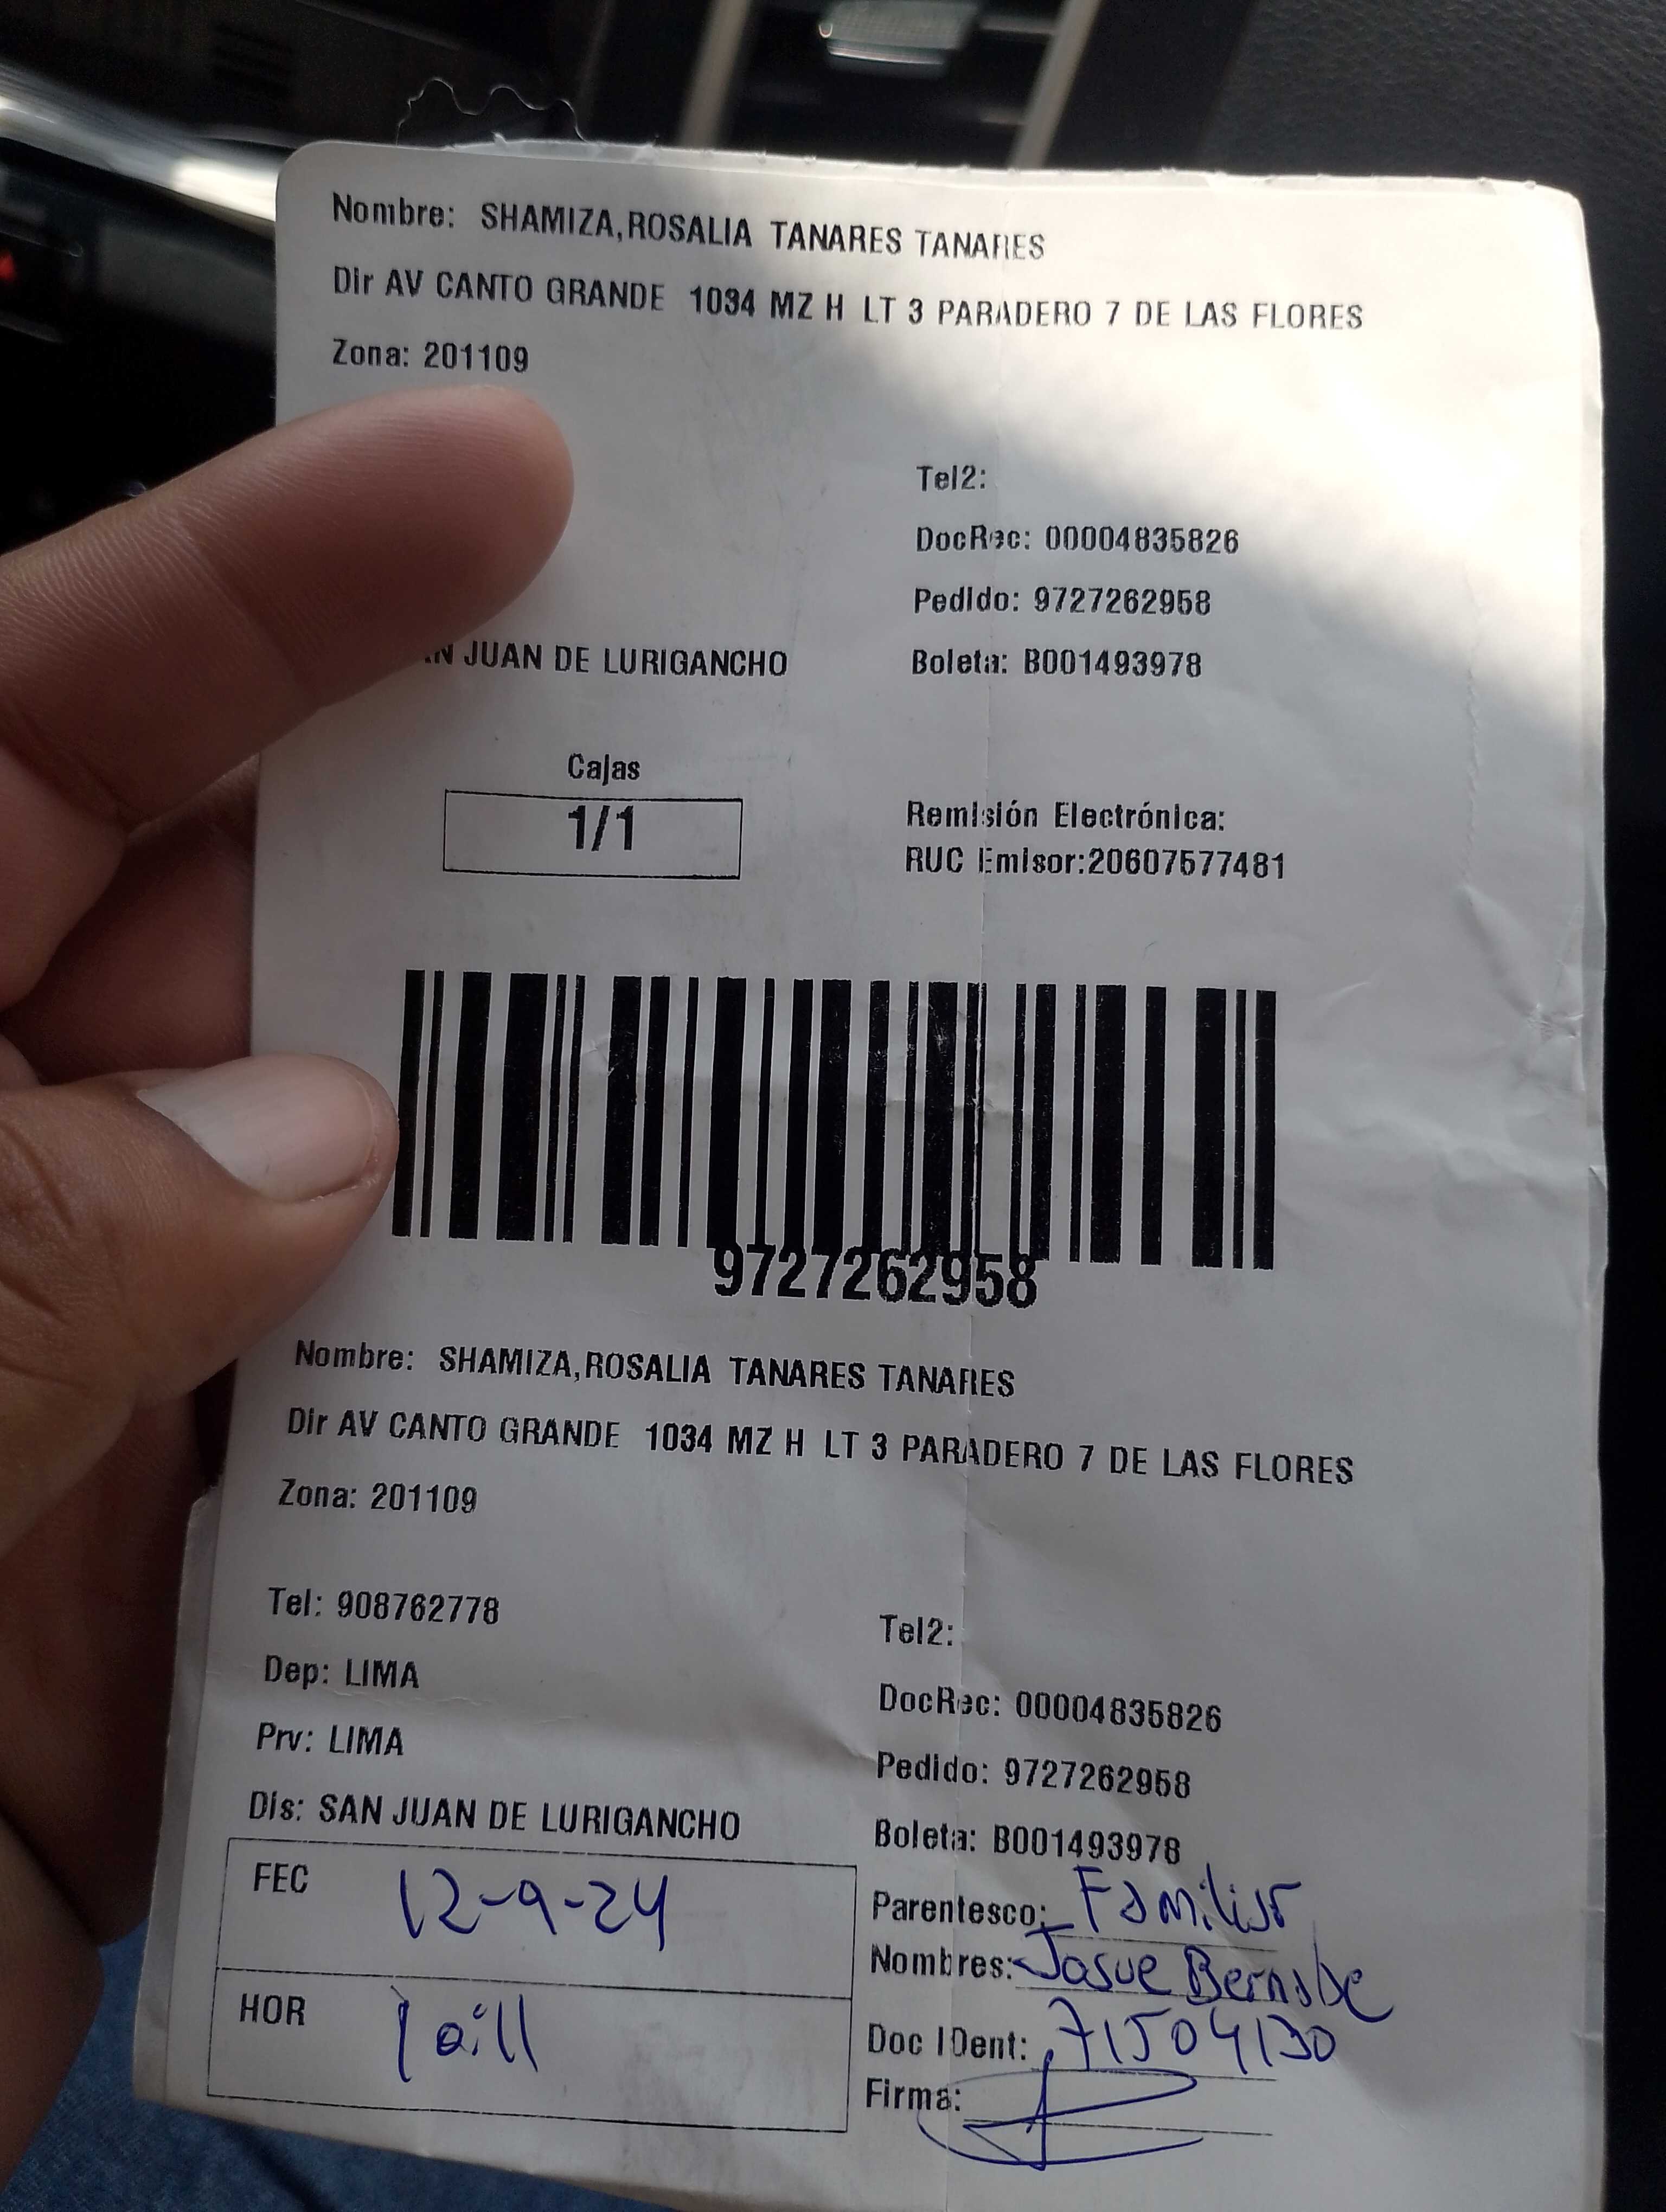 Nombre: SHAMIZA,ROSALIA TANARES TANARES
Dir AV CANTO GRANDE 1034 MZ H LT 3 PARADERO 7 DE LAS FLORES
Zona: 201109
Tel2:
DocRec: 00004835826
Pedido: 9727262958
JUAN DE LURIGANCHO Boleta: B001493978
Cajas
1/1
Remisión Electrónica:
RUC Emisor:20607577481
9727262958
Nombre: SHAMIZA,ROSALIA TANARES TANARES
Dir AV CANTO GRANDE 1034 MZ H LT 3 PARADERO 7 DE LAS FLORES
Zona: 201109
Tel: 908762778
Tel2:
Dep: LIMA
DocRec: 00004835826
Prv: LIMA
Pedido: 9727262958
Dis: SAN JUAN DE LURIGANCHO
Boleta: B001493978
FEC 12-9-24
Parentesco: Familiar
Nombres: Josue Bernabe
HOR
Doc IDent: 71504130
Firma: